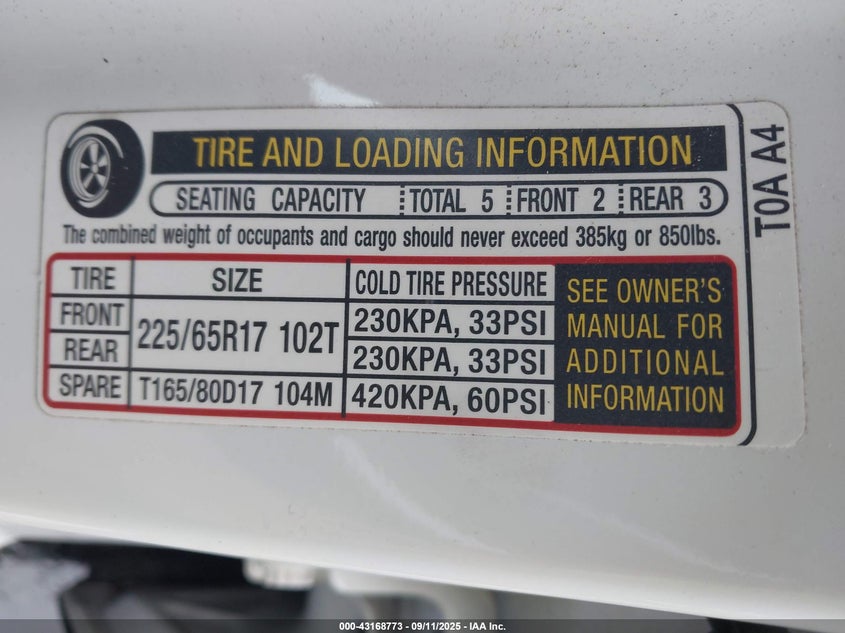 TIRE AND LOADING INFORMATION
SEATING CAPACITY TOTAL 5 FRONT 2 REAR 3
The combined weight of occupants and cargo should never exceed 385kg or 850lbs.
TIRE SIZE COLD TIRE PRESSURE
FRONT 225/65R17 102T 230KPA, 33PSI
REAR 230KPA, 33PSI
SPARE T165/80D17 104M 420KPA, 60PSI
SEE OWNER'S
MANUAL FOR
ADDITIONAL
INFORMATION
T0A A4
000-43168773 - 09/11/2025 - IAA Inc.